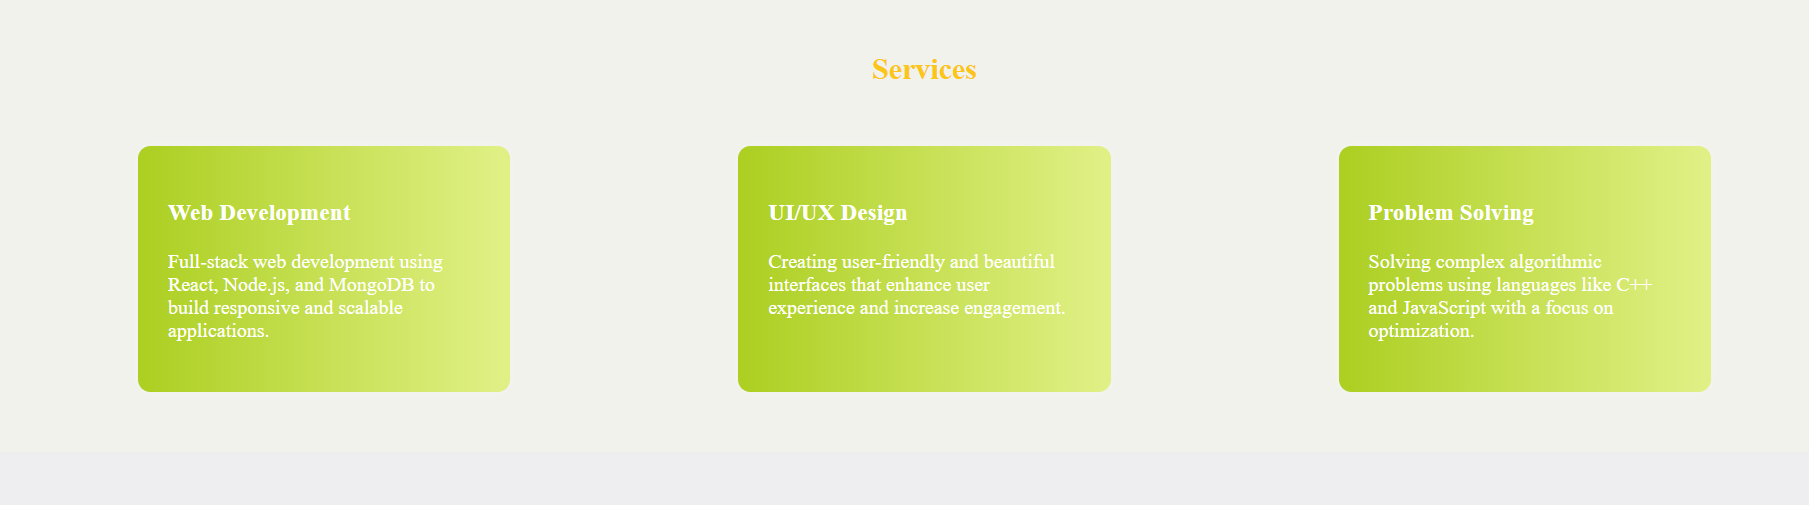 Services
Web Development
Full-stack web development using
React, Node.js, and MongoDB to
build responsive and scalable
applications.
UI/UX Design
Creating user-friendly and beautiful
interfaces that enhance user
experience and increase engagement.
Problem Solving
Solving complex algorithmic
problems using languages like C++
and JavaScript with a focus on
optimization.